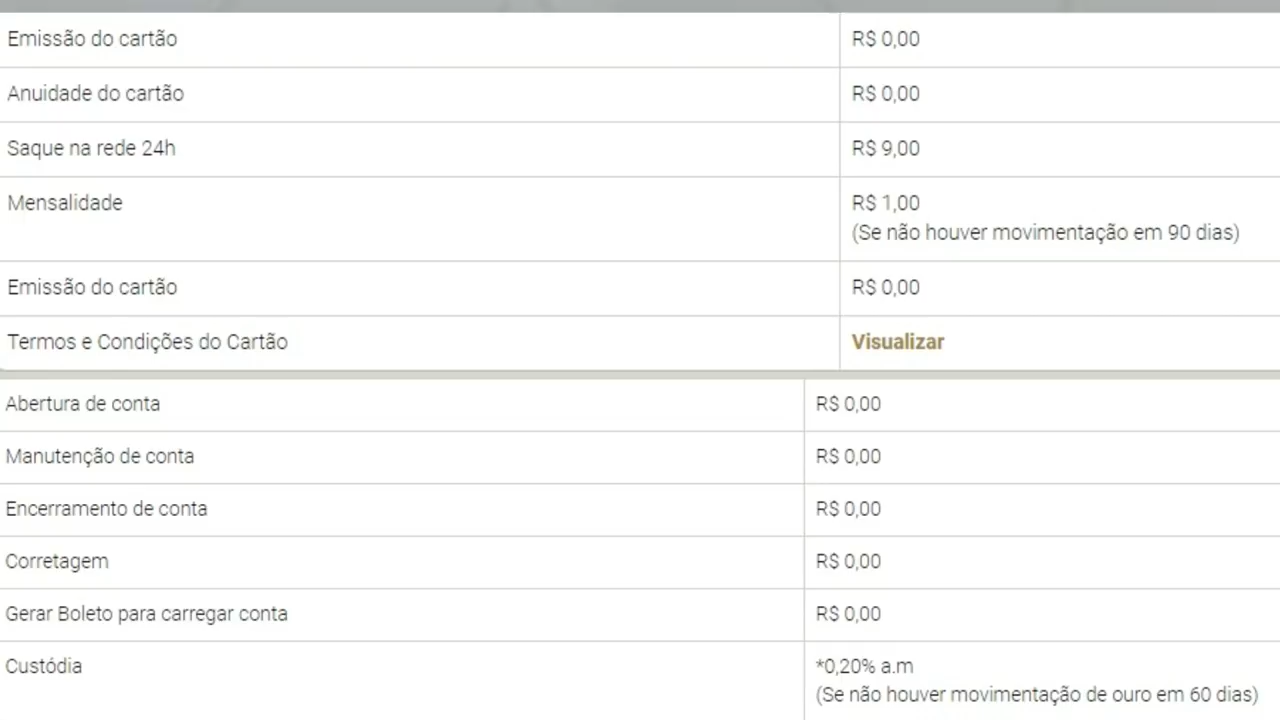 Emissão do cartão R$ 0,00
Anuidade do cartão R$ 0,00
Saque na rede 24h R$ 9,00
Mensalidade R$ 1,00
(Se não houver movimentação em 90 dias)
Emissão do cartão R$ 0,00
Termos e Condições do Cartão Visualizar
Abertura de conta R$ 0,00
Manutenção de conta R$ 0,00
Encerramento de conta R$ 0,00
Corretagem R$ 0,00
Gerar Boleto para carregar conta R$ 0,00
Custódia *0,20% a.m
(Se não houver movimentação de ouro em 60 dias)